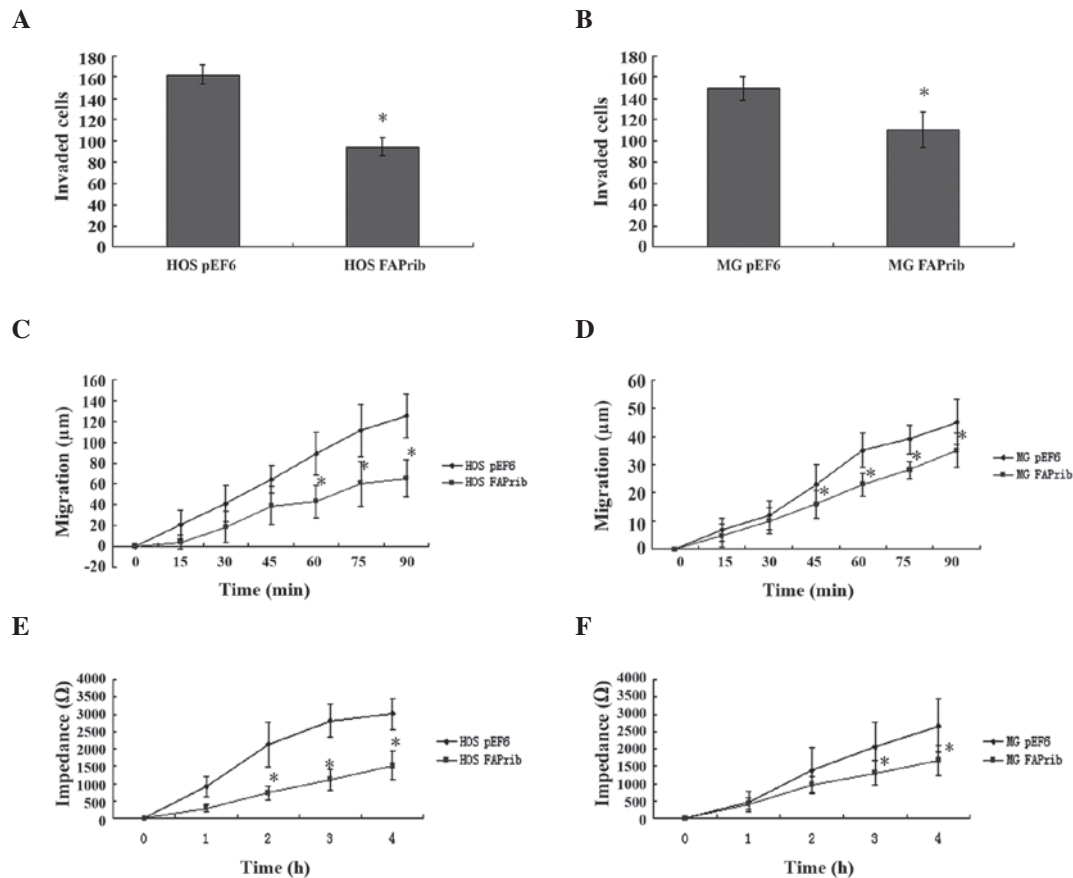 A
B
180
160
140
120
100
80
60
40
20
0
Invaded cells
*
HOS pEF6
HOS FAPrib
180
160
140
120
100
80
60
40
20
0
Invaded cells
*
MG pEF6
MG FAPrib
C
D
160
140
120
100
80
60
40
20
0
-20
Migration (µm)
* * *
0 15 30 45 60 75 90
Time (min)
HOS pEF6
HOS FAPrib
60
50
40
30
20
10
0
Migration (µm)
* * * *
0 15 30 45 60 75 90
Time (min)
MG pEF6
MG FAPrib
E
F
4000
3500
3000
2500
2000
1500
1000
500
0
Impedance (Ω)
* * *
0 1 2 3 4
Time (h)
HOS pEF6
HOS FAPrib
4000
3500
3000
2500
2000
1500
1000
500
0
Impedance (Ω)
* *
0 1 2 3 4
Time (h)
MG pEF6
MG FAPrib